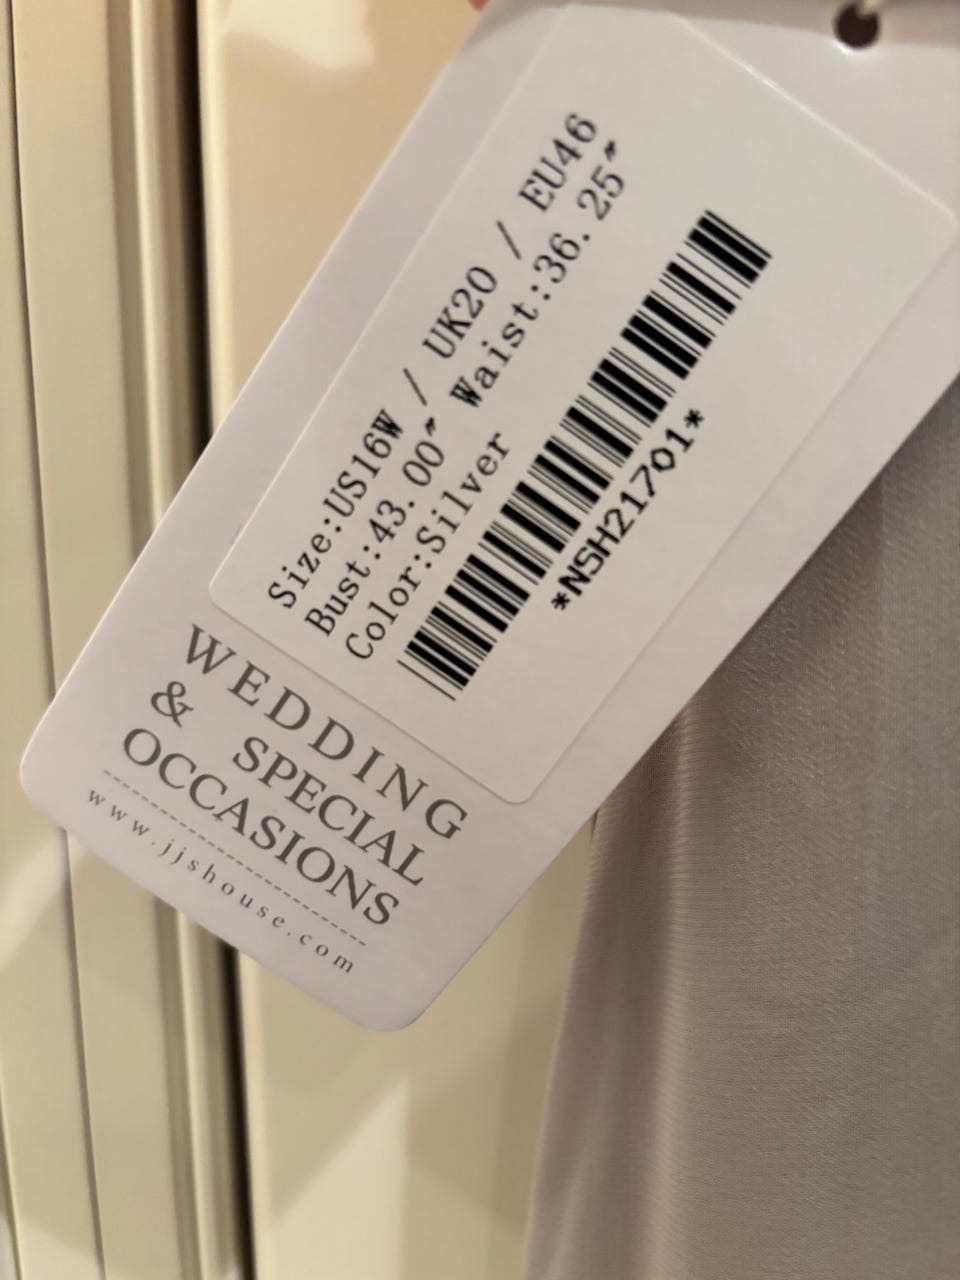 Size:US16W / UK20 / EU46
Bust:43.00" Waist:36.25"
Color:Silver
*NSH21701*
WEDDING
& SPECIAL
OCCASIONS
www.jjshouse.com